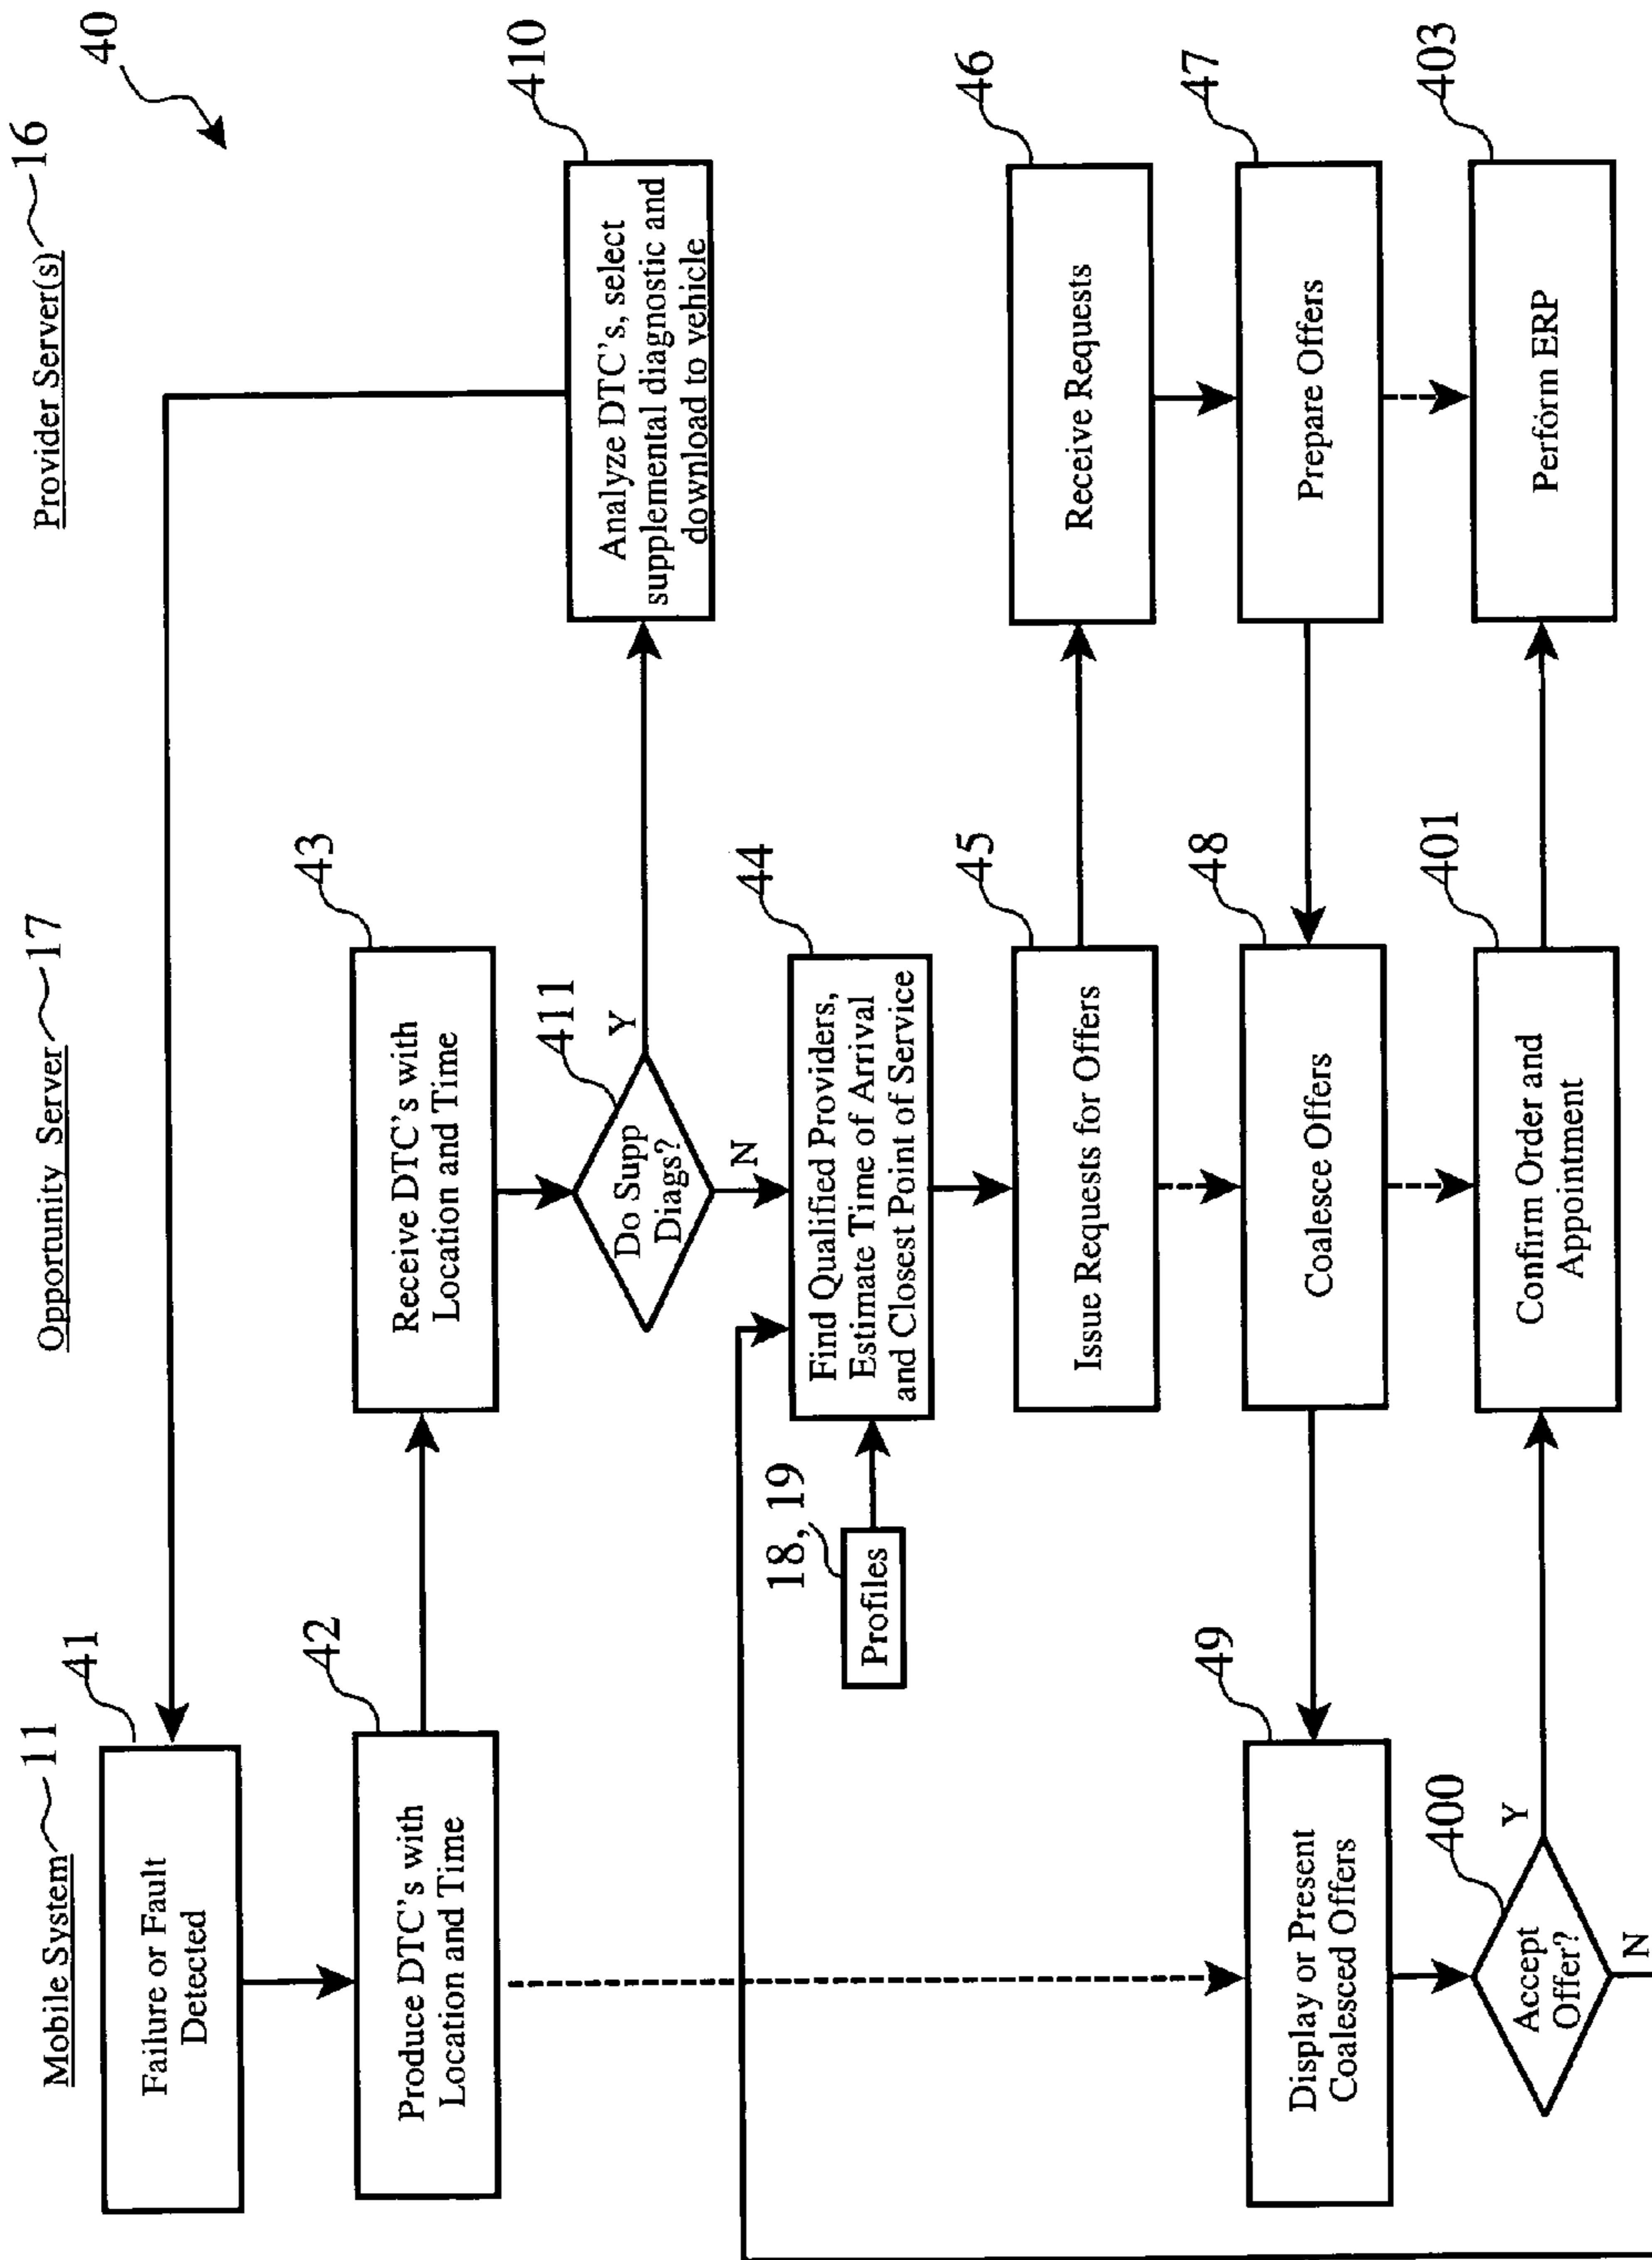 40
Mobile System 11
Opportunity Server 17
Provider Server(s) 16
41
Failure or Fault
Detected
42
Produce DTC's with
Location and Time
43
Receive DTC's with
Location and Time
411
Do Supp
Diags?
Y
N
410
Analyze DTC's, select
supplemental diagnostic and
download to vehicle
18, 19
Profiles
44
Find Qualified Providers,
Estimate Time of Arrival
and Closest Point of Service
45
Issue Requests for Offers
46
Receive Requests
47
Prepare Offers
48
Coalesce Offers
49
Display or Present
Coalesced Offers
400
Accept
Offer?
Y
N
401
Confirm Order and
Appointment
403
Perform ERP